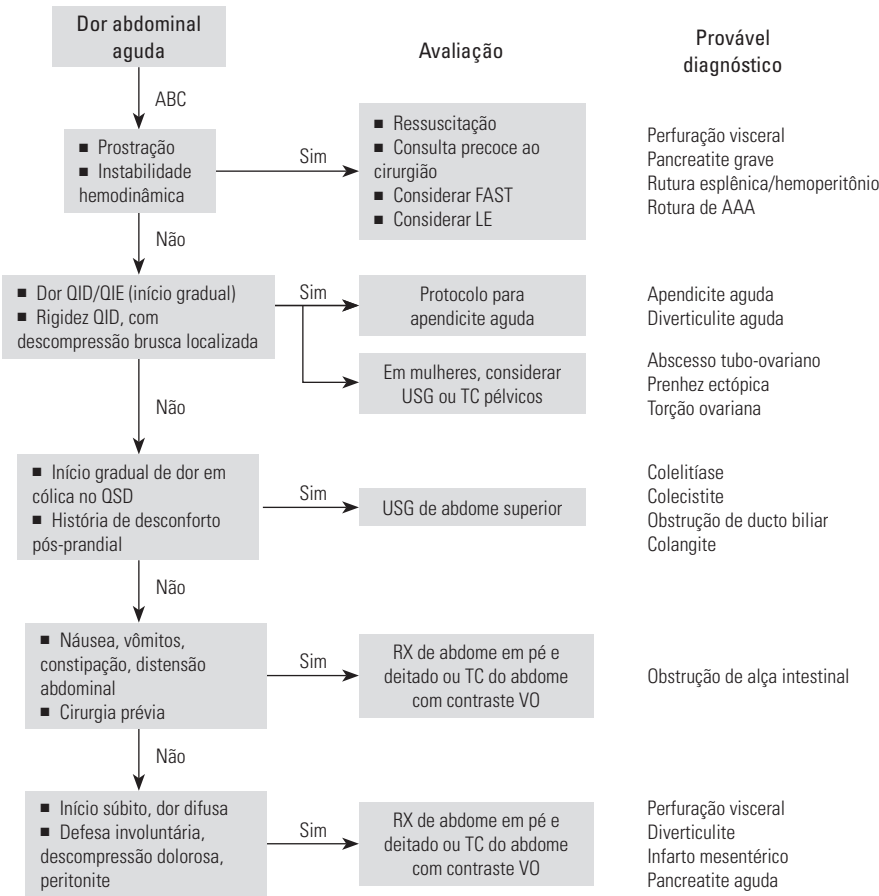 Dor abdominal
aguda
Avaliação
Provável
diagnóstico
ABC
■ Prostração
■ Instabilidade
hemodinâmica
Sim
■ Ressuscitação
■ Consulta precoce ao
cirurgião
■ Considerar FAST
■ Considerar LE
Perfuração visceral
Pancreatite grave
Rutura esplênica/hemoperitônio
Rotura de AAA
Não
■ Dor QID/QIE (início gradual)
■ Rigidez QID, com
descompressão brusca localizada
Sim
Protocolo para
apendicite aguda
Apendicite aguda
Diverticulite aguda
Em mulheres, considerar
USG ou TC pélvicos
Abscesso tubo-ovariano
Prenhez ectópica
Torção ovariana
Não
■ Início gradual de dor em
cólica no QSD
■ História de desconforto
pós-prandial
Sim
USG de abdome superior
Colelitíase
Colecistite
Obstrução de ducto biliar
Colangite
Não
■ Náusea, vômitos,
constipação, distensão
abdominal
■ Cirurgia prévia
Sim
RX de abdome em pé e
deitado ou TC do abdome
com contraste VO
Obstrução de alça intestinal
Não
■ Início súbito, dor difusa
■ Defesa involuntária,
descompressão dolorosa,
peritonite
Sim
RX de abdome em pé e
deitado ou TC do abdome
com contraste VO
Perfuração visceral
Diverticulite
Infarto mesentérico
Pancreatite aguda